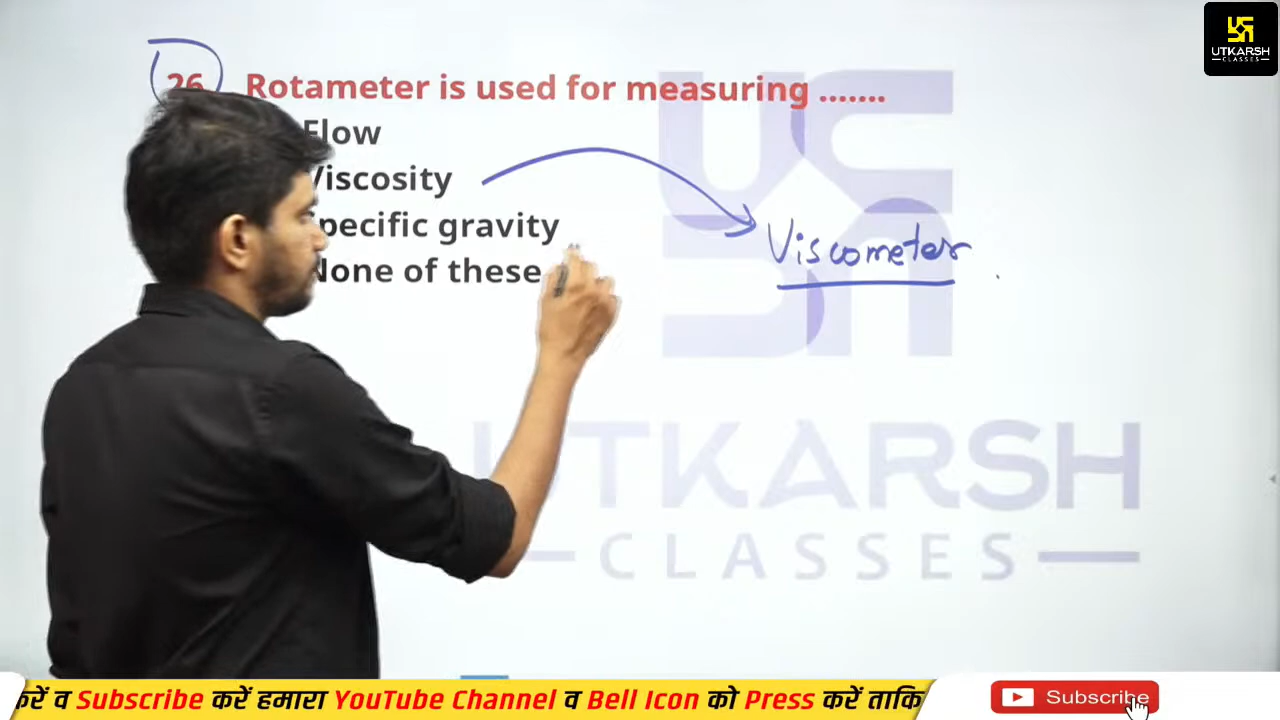 UTKARSH
CLASSES
26 Rotameter is used for measuring .......
Flow
Viscosity
Specific gravity
None of these
Viscometer
UTKARSH
CLASSES
करें व Subscribe करें हमारा YouTube Channel व Bell Icon को Press करें ताकि
Subscribe